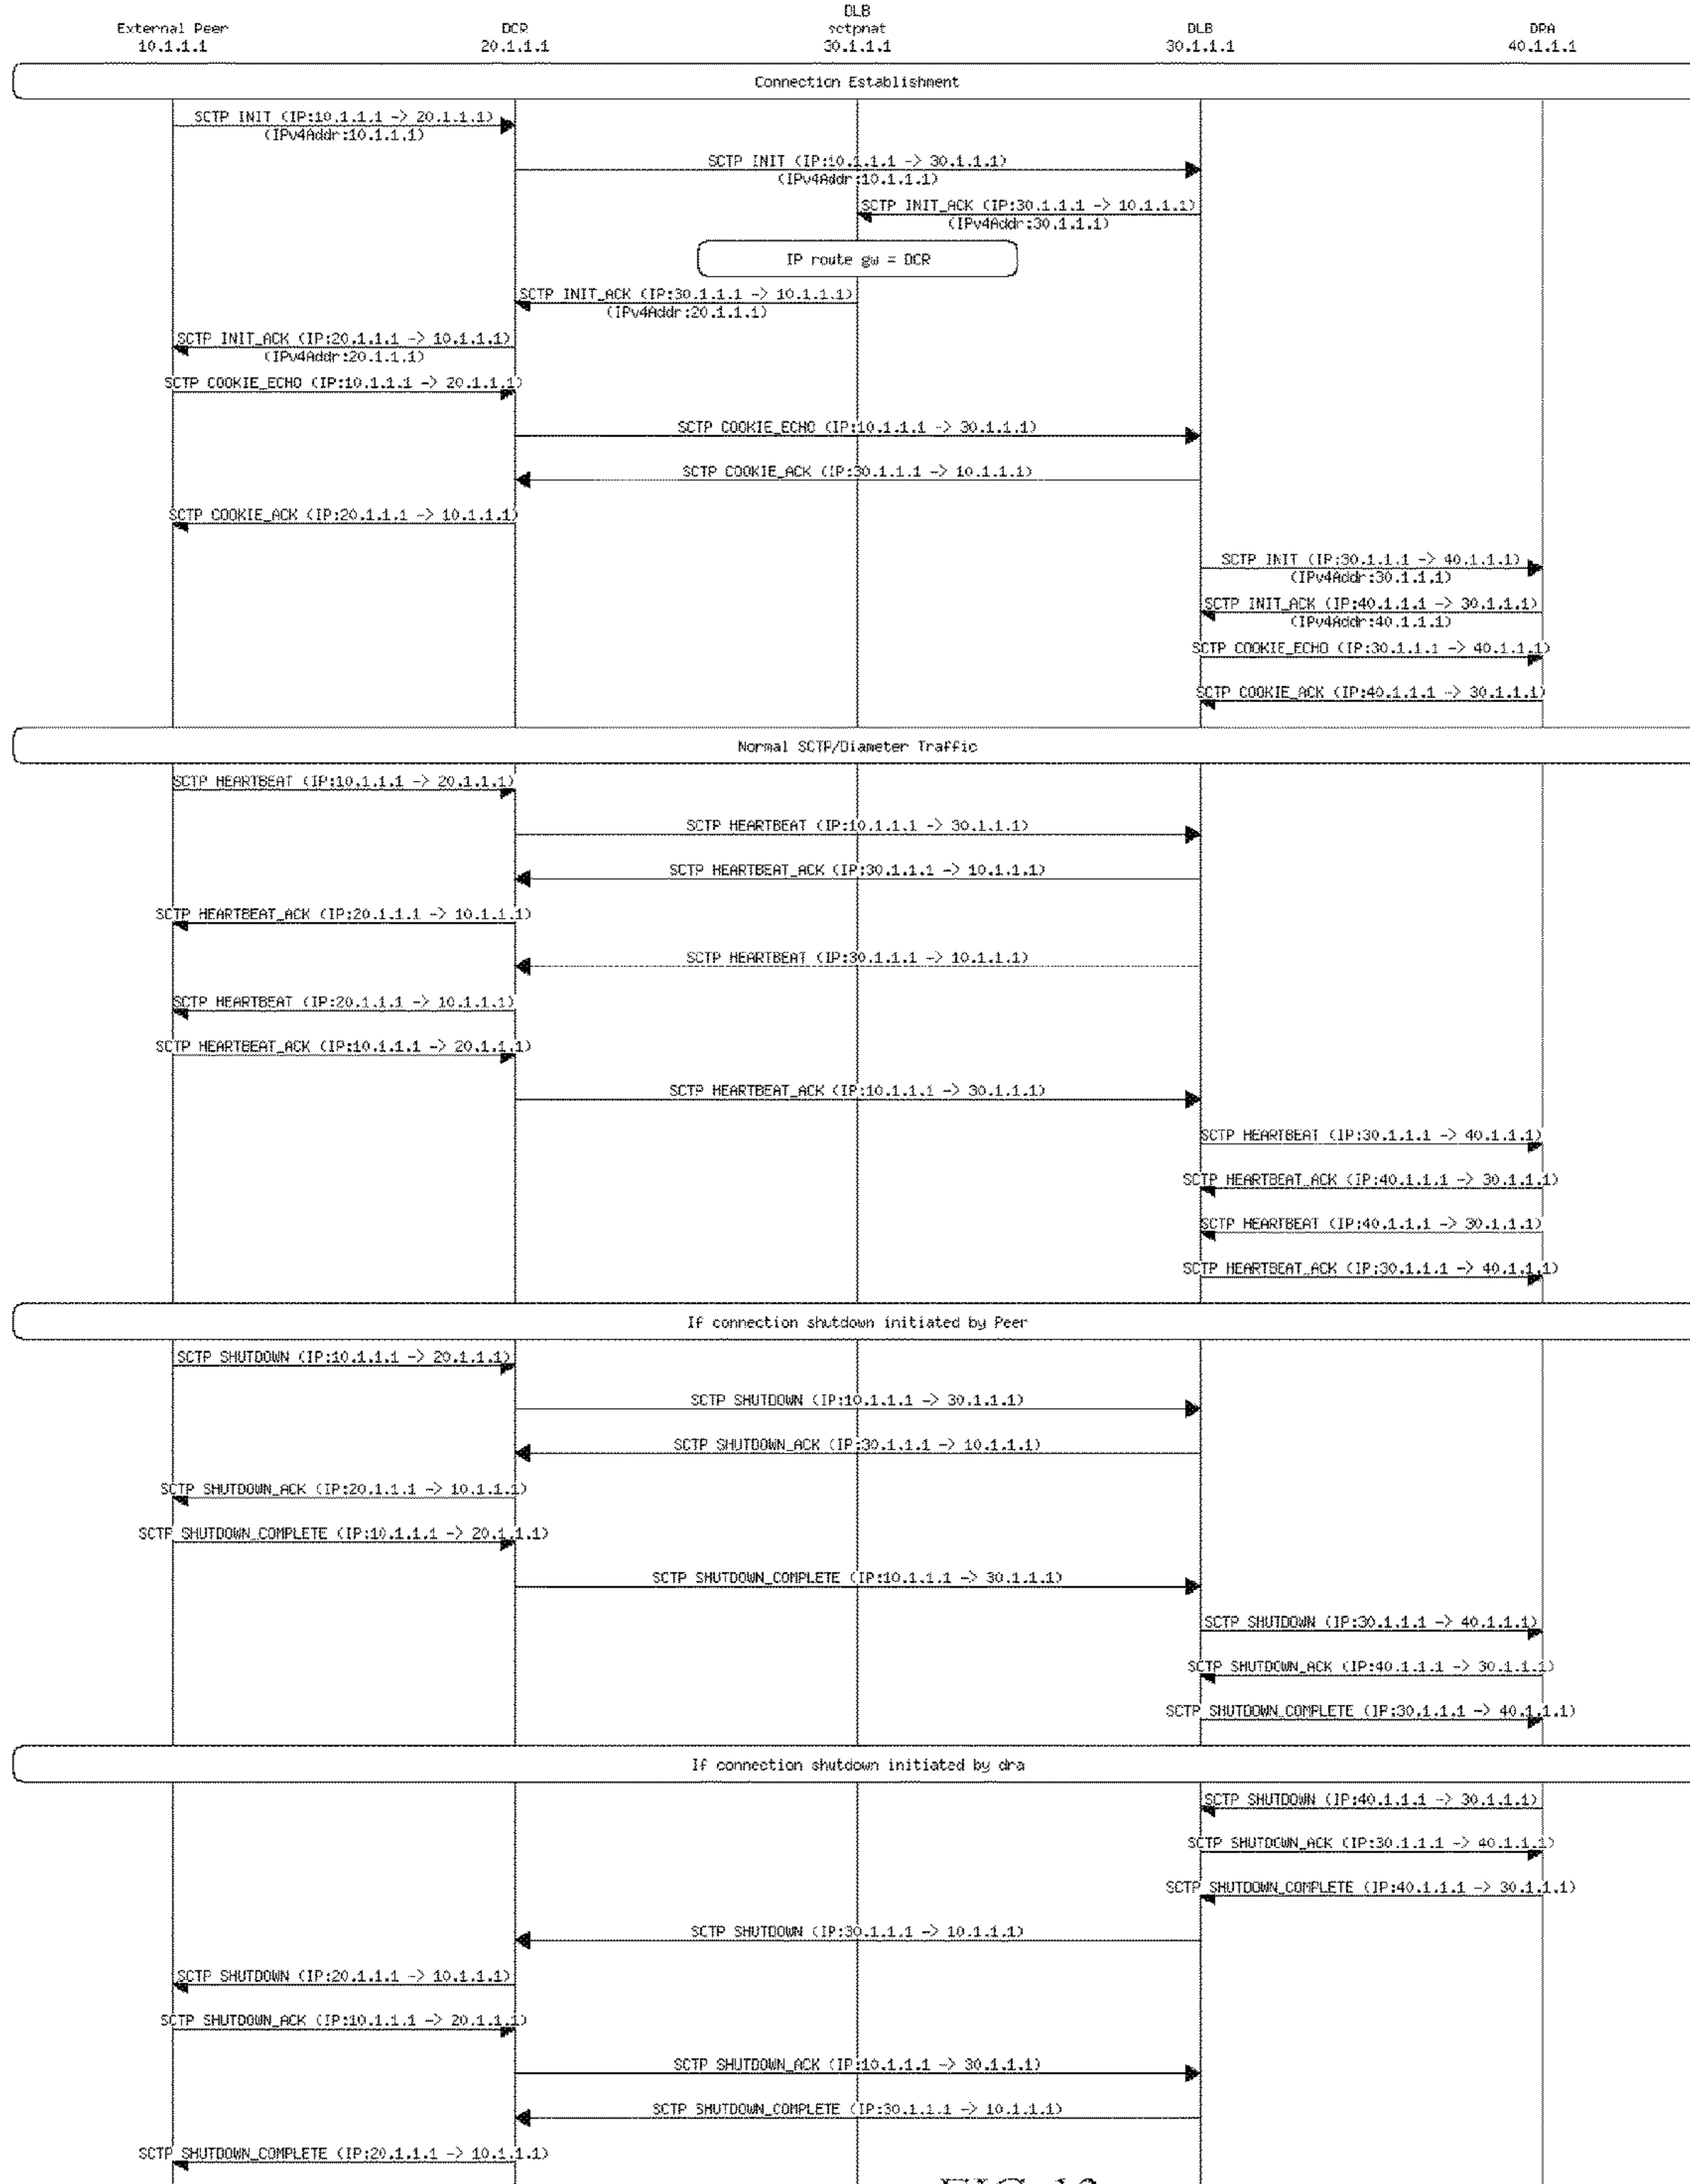 DLB
External Peer DCR sctpnat DLB DRA
10.1.1.1 20.1.1.1 30.1.1.1 30.1.1.1 40.1.1.1
Connection Establishment
SCTP INIT (IP:10.1.1.1 -> 20.1.1.1)
(IPv4Addr:10.1.1.1)
SCTP INIT (IP:10.1.1.1 -> 30.1.1.1)
(IPv4Addr:10.1.1.1)
SCTP INIT_ACK (IP:30.1.1.1 -> 10.1.1.1)
(IPv4Addr:30.1.1.1)
IP route gw = DCR
SCTP INIT_ACK (IP:30.1.1.1 -> 10.1.1.1)
(IPv4Addr:20.1.1.1)
SCTP INIT_ACK (IP:20.1.1.1 -> 10.1.1.1)
(IPv4Addr:20.1.1.1)
SCTP COOKIE_ECHO (IP:10.1.1.1 -> 20.1.1.1)
SCTP COOKIE_ECHO (IP:10.1.1.1 -> 30.1.1.1)
SCTP COOKIE_ACK (IP:30.1.1.1 -> 10.1.1.1)
SCTP COOKIE_ACK (IP:20.1.1.1 -> 10.1.1.1)
SCTP INIT (IP:30.1.1.1 -> 40.1.1.1)
(IPv4Addr:30.1.1.1)
SCTP INIT_ACK (IP:40.1.1.1 -> 30.1.1.1)
(IPv4Addr:40.1.1.1)
SCTP COOKIE_ECHO (IP:30.1.1.1 -> 40.1.1.1)
SCTP COOKIE_ACK (IP:40.1.1.1 -> 30.1.1.1)
Normal SCTP/Diameter Traffic
SCTP HEARTBEAT (IP:10.1.1.1 -> 20.1.1.1)
SCTP HEARTBEAT (IP:10.1.1.1 -> 30.1.1.1)
SCTP HEARTBEAT_ACK (IP:30.1.1.1 -> 10.1.1.1)
SCTP HEARTBEAT_ACK (IP:20.1.1.1 -> 10.1.1.1)
SCTP HEARTBEAT (IP:30.1.1.1 -> 10.1.1.1)
SCTP HEARTBEAT (IP:20.1.1.1 -> 10.1.1.1)
SCTP HEARTBEAT_ACK (IP:10.1.1.1 -> 20.1.1.1)
SCTP HEARTBEAT_ACK (IP:10.1.1.1 -> 30.1.1.1)
SCTP HEARTBEAT (IP:30.1.1.1 -> 40.1.1.1)
SCTP HEARTBEAT_ACK (IP:40.1.1.1 -> 30.1.1.1)
SCTP HEARTBEAT (IP:40.1.1.1 -> 30.1.1.1)
SCTP HEARTBEAT_ACK (IP:30.1.1.1 -> 40.1.1.1)
If connection shutdown initiated by Peer
SCTP SHUTDOWN (IP:10.1.1.1 -> 20.1.1.1)
SCTP SHUTDOWN (IP:10.1.1.1 -> 30.1.1.1)
SCTP SHUTDOWN_ACK (IP:30.1.1.1 -> 10.1.1.1)
SCTP SHUTDOWN_ACK (IP:20.1.1.1 -> 10.1.1.1)
SCTP SHUTDOWN_COMPLETE (IP:10.1.1.1 -> 20.1.1.1)
SCTP SHUTDOWN_COMPLETE (IP:10.1.1.1 -> 30.1.1.1)
SCTP SHUTDOWN (IP:30.1.1.1 -> 40.1.1.1)
SCTP SHUTDOWN_ACK (IP:40.1.1.1 -> 30.1.1.1)
SCTP SHUTDOWN_COMPLETE (IP:30.1.1.1 -> 40.1.1.1)
If connection shutdown initiated by dra
SCTP SHUTDOWN (IP:40.1.1.1 -> 30.1.1.1)
SCTP SHUTDOWN_ACK (IP:30.1.1.1 -> 40.1.1.1)
SCTP SHUTDOWN_COMPLETE (IP:40.1.1.1 -> 30.1.1.1)
SCTP SHUTDOWN (IP:30.1.1.1 -> 10.1.1.1)
SCTP SHUTDOWN (IP:20.1.1.1 -> 10.1.1.1)
SCTP SHUTDOWN_ACK (IP:10.1.1.1 -> 20.1.1.1)
SCTP SHUTDOWN_ACK (IP:10.1.1.1 -> 30.1.1.1)
SCTP SHUTDOWN_COMPLETE (IP:30.1.1.1 -> 10.1.1.1)
SCTP SHUTDOWN_COMPLETE (IP:20.1.1.1 -> 10.1.1.1)